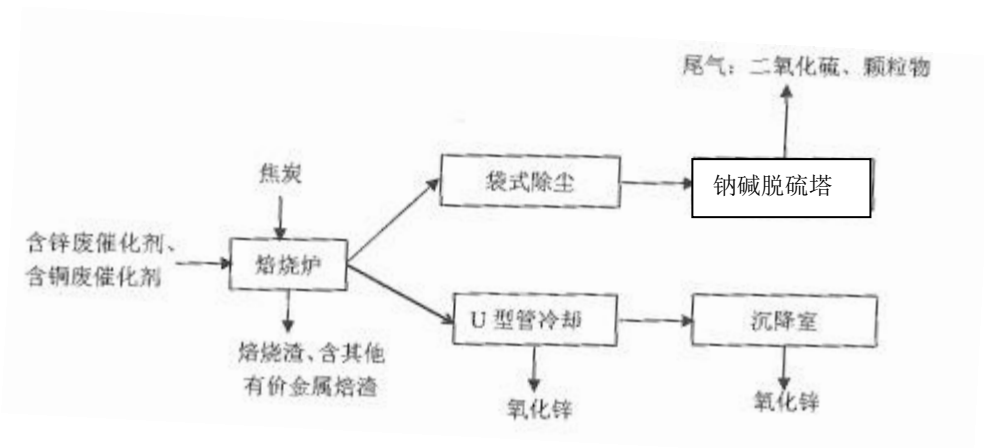 尾气：二氧化硫、颗粒物
焦炭
袋式除尘
钠碱脱硫塔
含锌废催化剂、
含铜废催化剂
焙烧炉
U型管冷却
沉降室
焙烧渣、含其他
有价金属焙渣
氧化锌
氧化锌